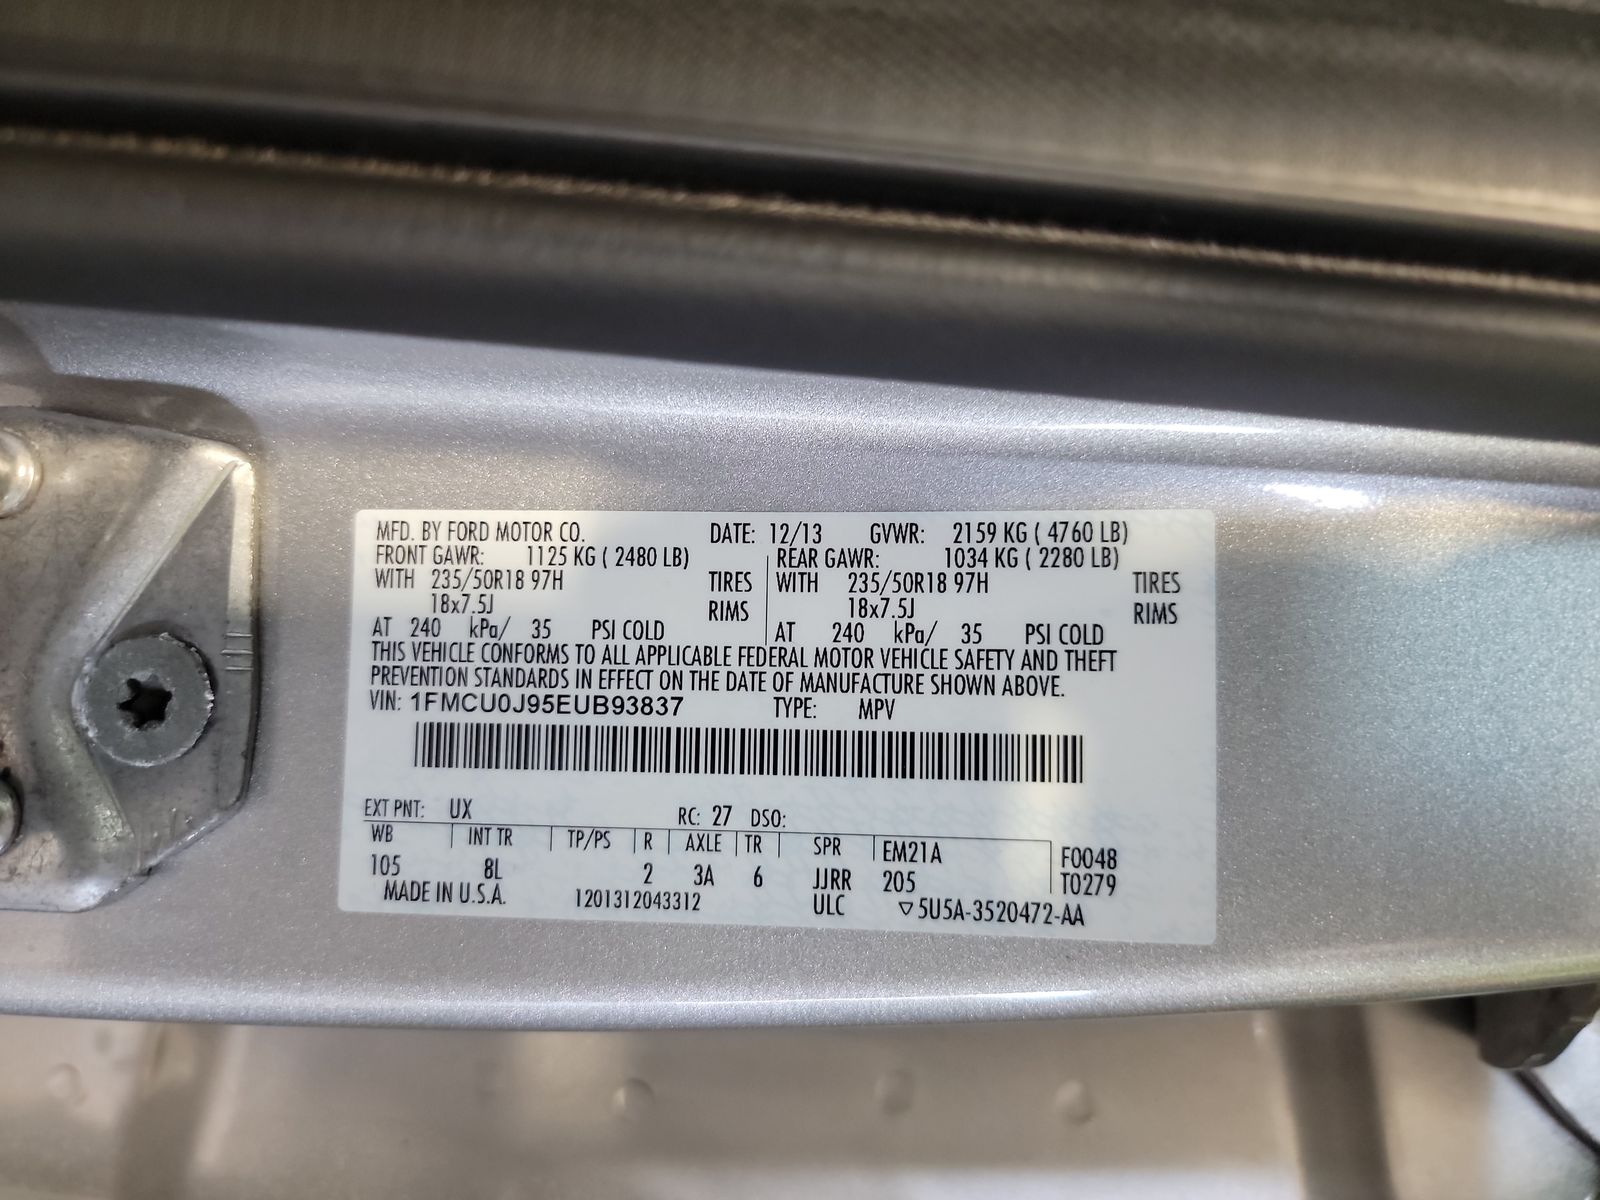 MFD. BY FORD MOTOR CO. DATE: 12/13 GVWR: 2159 KG ( 4760 LB)
FRONT GAWR: 1125 KG ( 2480 LB) REAR GAWR: 1034 KG ( 2280 LB)
WITH 235/50R18 97H TIRES WITH 235/50R18 97H TIRES
18x7.5J RIMS 18x7.5J RIMS
AT 240 kPa/ 35 PSI COLD AT 240 kPa/ 35 PSI COLD
THIS VEHICLE CONFORMS TO ALL APPLICABLE FEDERAL MOTOR VEHICLE SAFETY AND THEFT
PREVENTION STANDARDS IN EFFECT ON THE DATE OF MANUFACTURE SHOWN ABOVE.
VIN: 1FMCU0J95EUB93837 TYPE: MPV
EXT PNT: UX RC: 27 DSO:
WB INT TR TP/PS R AXLE TR SPR EM21A F0048
105 8L 2 3A 6 JJRR 205 T0279
MADE IN U.S.A. 1201312043312 ULC ▽5U5A-3520472-AA